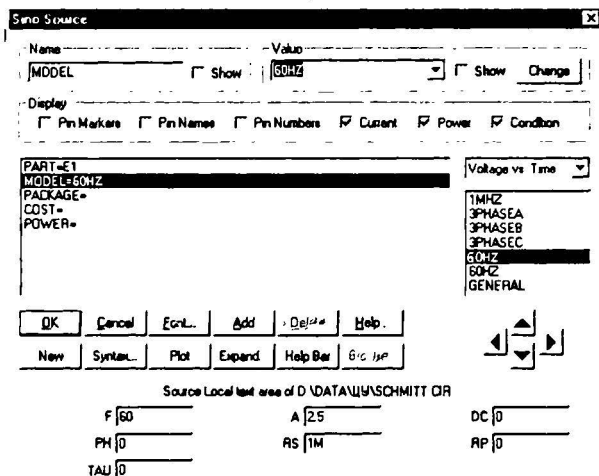 Sine Source
Name
MODEL
Show
Value
60HZ
Show
Change
Display
Pin Markers
Pin Names
Pin Numbers
Current
Power
Condition
PART=E1
MODEL=60HZ
PACKAGE=
COST=
POWER=
Voltage vs Time
1MHZ
3PHASEA
3PHASEB
3PHASEC
60HZ
60HZ
GENERAL
OK
Cancel
Font...
Add
Delete
Help...
New
Syntax...
Plot
Expand
Help Bar
Source Local text area of D:\DATA\ \SCHMITT CIR
F 60
A 2.5
DC 0
PH 0
RS 1M
RP 0
TAU 0